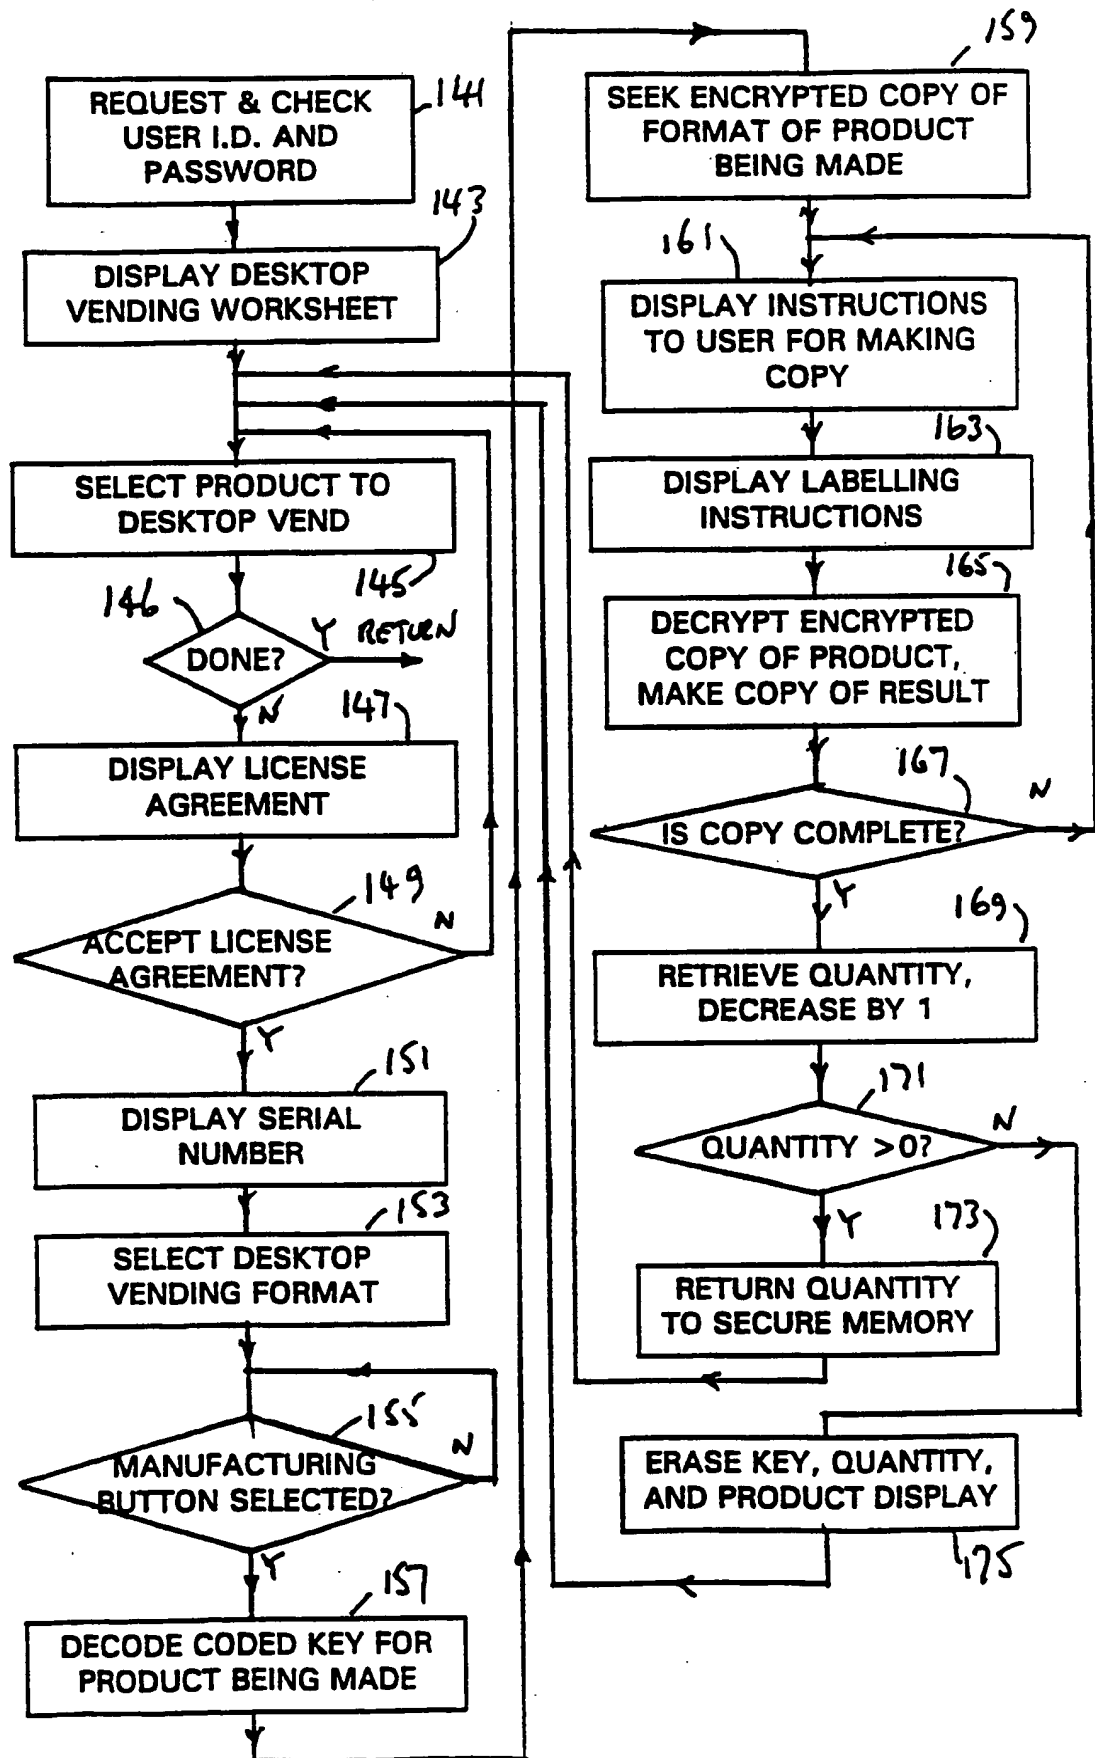 REQUEST & CHECK
USER I.D. AND
PASSWORD
141
143
DISPLAY DESKTOP
VENDING WORKSHEET
SELECT PRODUCT TO
DESKTOP VEND
145
146
DONE?
Y RETURN
N
147
DISPLAY LICENSE
AGREEMENT
149
N
ACCEPT LICENSE
AGREEMENT?
Y
151
DISPLAY SERIAL
NUMBER
153
SELECT DESKTOP
VENDING FORMAT
155
N
MANUFACTURING
BUTTON SELECTED?
Y
157
DECODE CODED KEY FOR
PRODUCT BEING MADE
159
SEEK ENCRYPTED COPY OF
FORMAT OF PRODUCT
BEING MADE
161
DISPLAY INSTRUCTIONS
TO USER FOR MAKING
COPY
163
DISPLAY LABELLING
INSTRUCTIONS
165
DECRYPT ENCRYPTED
COPY OF PRODUCT,
MAKE COPY OF RESULT
167
N
IS COPY COMPLETE?
Y
169
RETRIEVE QUANTITY,
DECREASE BY 1
171
N
QUANTITY >0?
Y
173
RETURN QUANTITY
TO SECURE MEMORY
ERASE KEY, QUANTITY,
AND PRODUCT DISPLAY
175